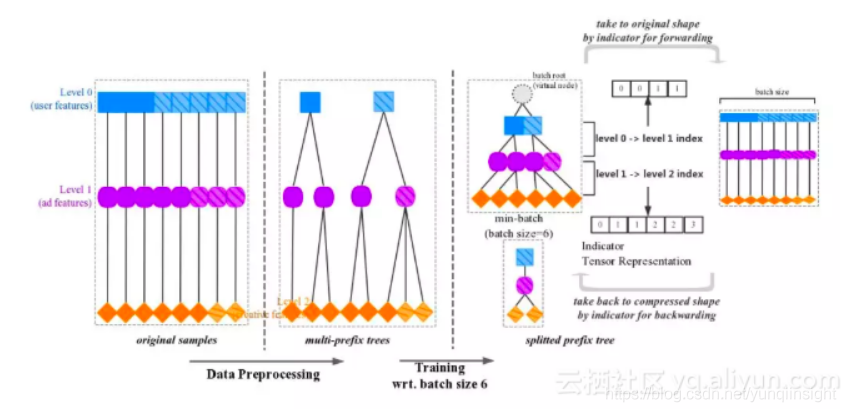 take to original shape
by indicator for forwarding
Level 0
(user features)
batch root
(virtual node)
0 0 1 1
batch size
level 0 -> level 1 index
Level 1
(ad features)
level 1 -> level 2 index
min-batch
(batch size=6)
0 1 1 2 2 3
Indicator
Tensor Representation
Level 2
take back to compressed shape
by indicator for backwarding
original samples
multi-prefix trees
splitted prefix tree
Data Preprocessing
Training
wrt. batch size 6
云栖社区 yq.aliyun.com
https://blog.csdn.net/yunqiinsight